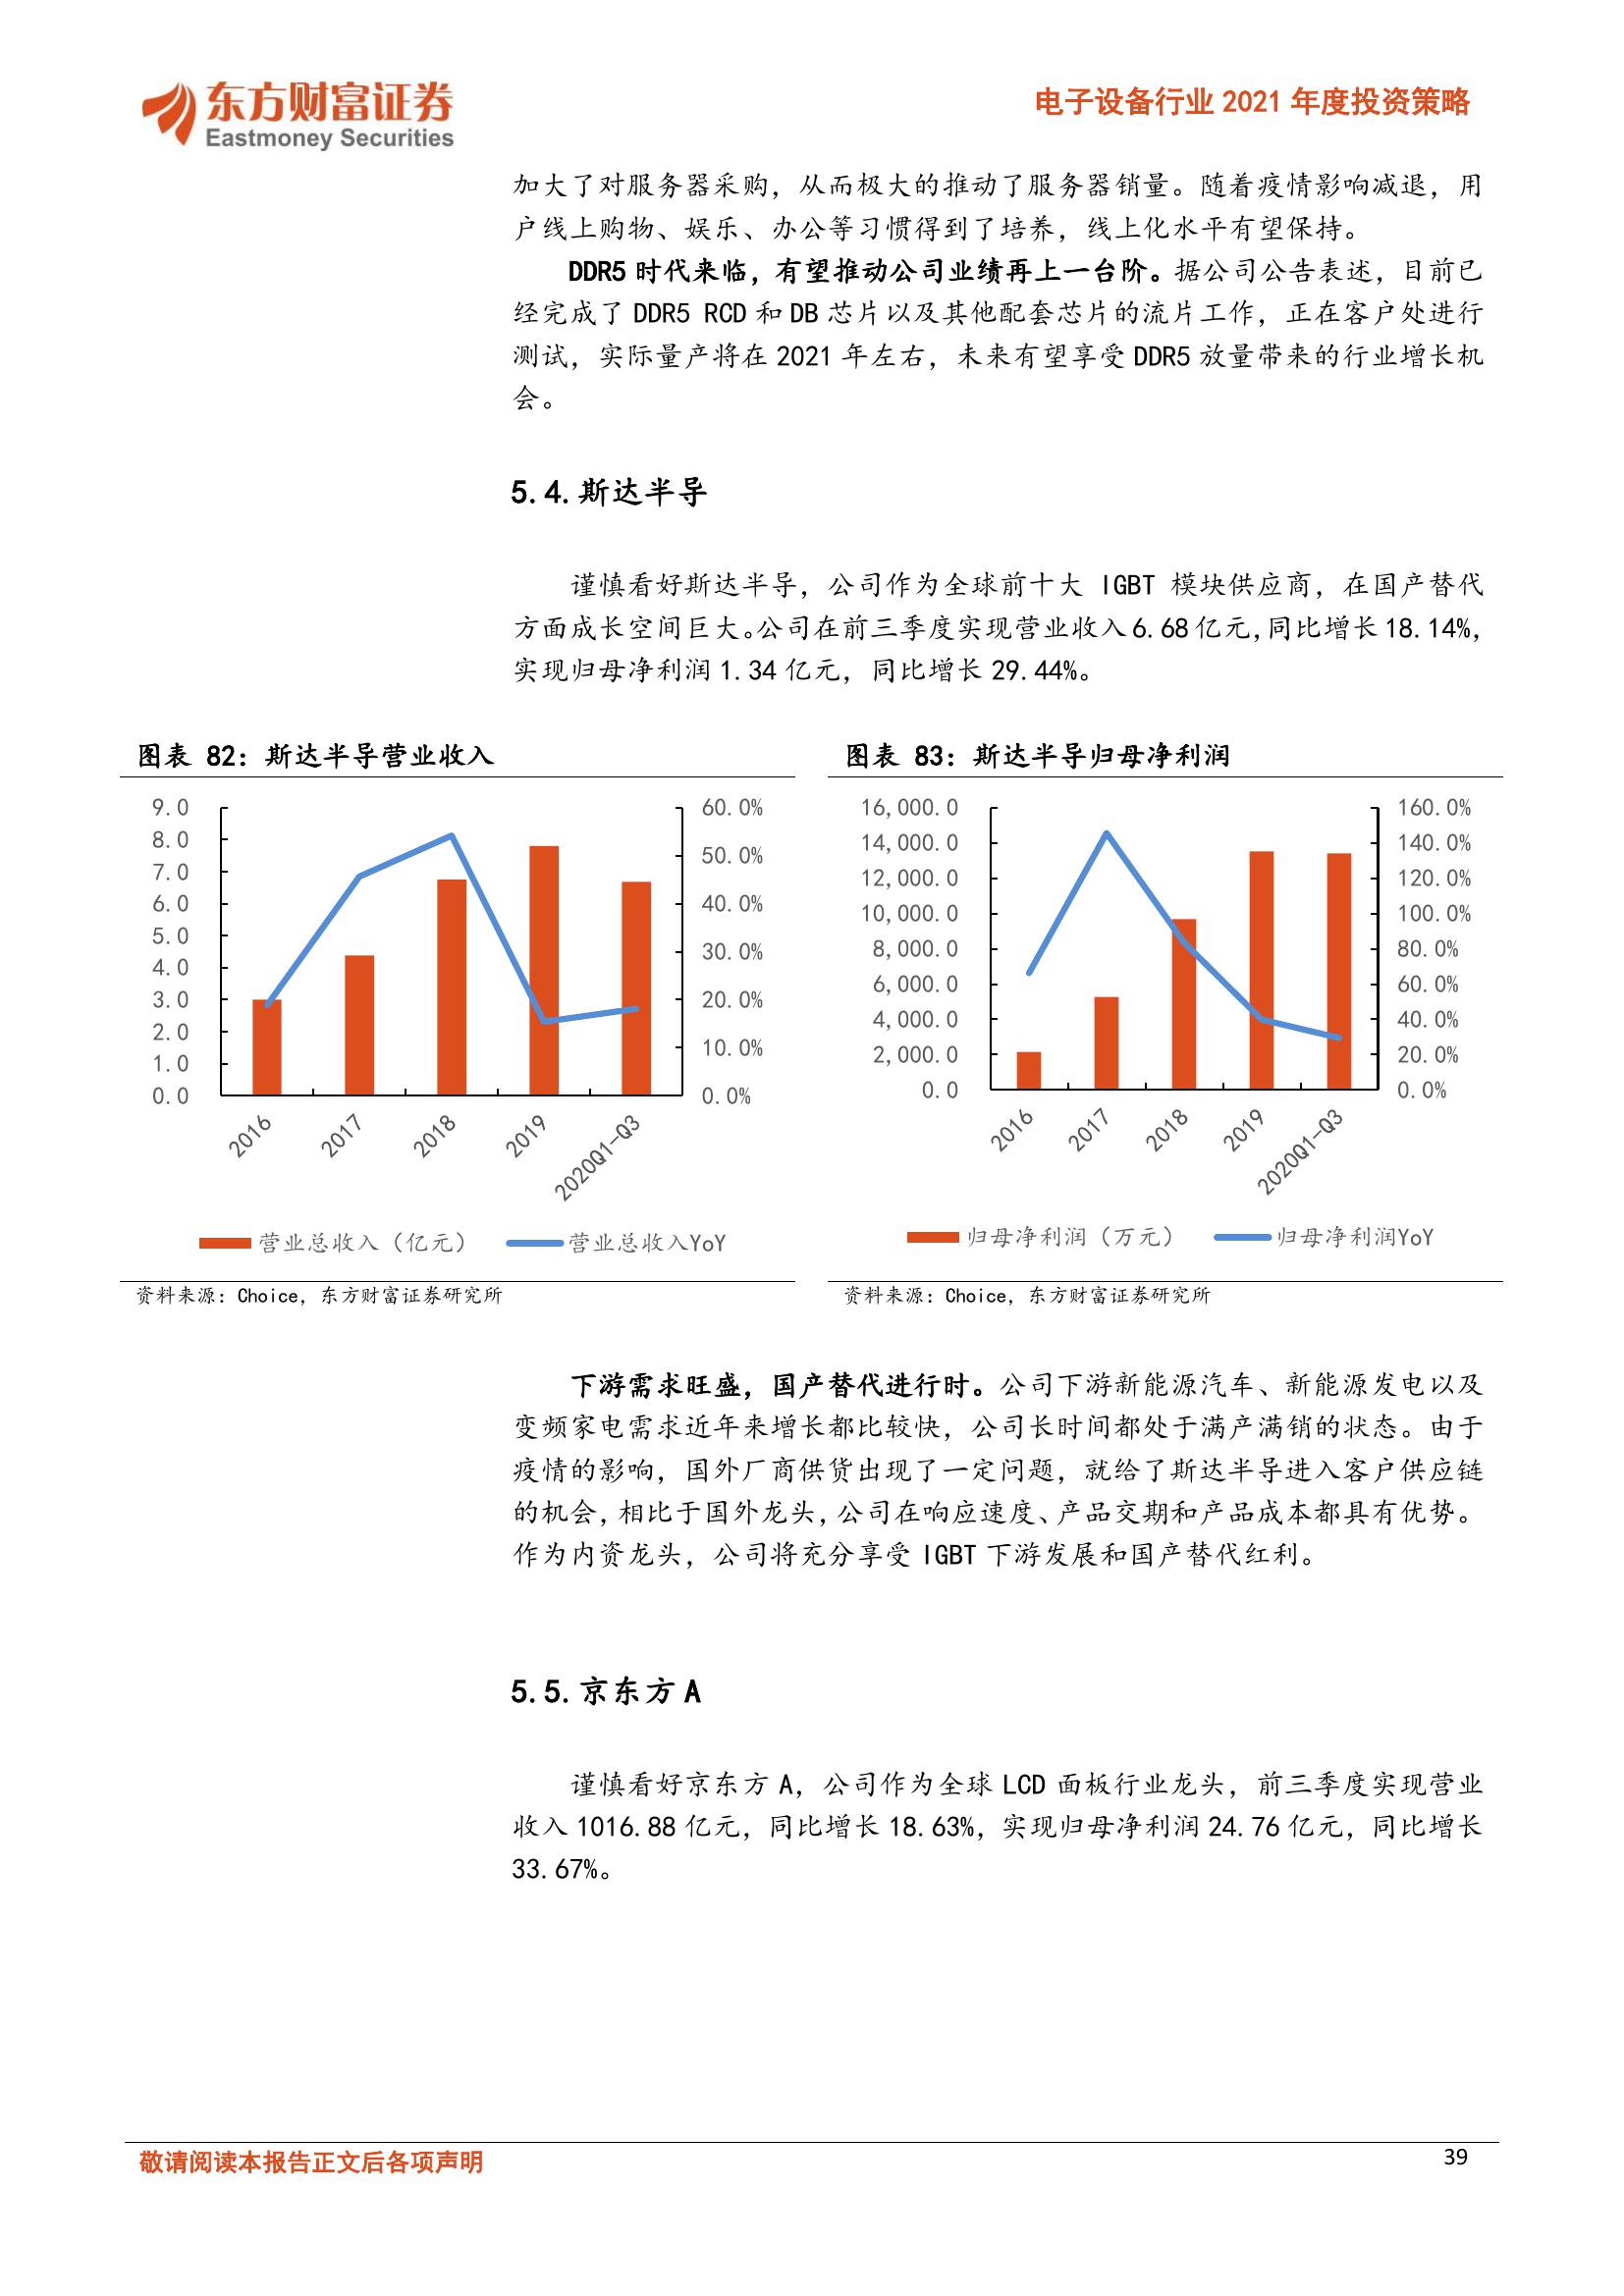 东方财富证券
Eastmoney Securities
电子设备行业 2021 年度投资策略
加大了对服务器采购，从而极大的推动了服务器销量。随着疫情影响减退，用
户线上购物、娱乐、办公等习惯得到了培养，线上化水平有望保持。
DDR5 时代来临，有望推动公司业绩再上一台阶。据公司公告表述，目前已
经完成了 DDR5 RCD 和 DB 芯片以及其他配套芯片的流片工作，正在客户处进行
测试，实际量产将在 2021 年左右，未来有望享受 DDR5 放量带来的行业增长机
会。
5.4.斯达半导
谨慎看好斯达半导，公司作为全球前十大 IGBT 模块供应商，在国产替代
方面成长空间巨大。公司在前三季度实现营业收入 6.68 亿元，同比增长 18.14%，
实现归母净利润 1.34 亿元，同比增长 29.44%。
图表 82：斯达半导营业收入
9.0
8.0
7.0
6.0
5.0
4.0
3.0
2.0
1.0
0.0
60.0%
50.0%
40.0%
30.0%
20.0%
10.0%
0.0%
2016
2017
2018
2019
2020Q1-Q3
营业总收入（亿元）
营业总收入YoY
资料来源：Choice，东方财富证券研究所
图表 83：斯达半导归母净利润
16,000.0
14,000.0
12,000.0
10,000.0
8,000.0
6,000.0
4,000.0
2,000.0
0.0
160.0%
140.0%
120.0%
100.0%
80.0%
60.0%
40.0%
20.0%
0.0%
2016
2017
2018
2019
2020Q1-Q3
归母净利润（万元）
归母净利润YoY
资料来源：Choice，东方财富证券研究所
下游需求旺盛，国产替代进行时。公司下游新能源汽车、新能源发电以及
变频家电需求近年来增长都比较快，公司长时间都处于满产满销的状态。由于
疫情的影响，国外厂商供货出现了一定问题，就给了斯达半导进入客户供应链
的机会，相比于国外龙头，公司在响应速度、产品交期和产品成本都具有优势。
作为内资龙头，公司将充分享受 IGBT 下游发展和国产替代红利。
5.5.京东方 A
谨慎看好京东方 A，公司作为全球 LCD 面板行业龙头，前三季度实现营业
收入 1016.88 亿元，同比增长 18.63%，实现归母净利润 24.76 亿元，同比增长
33.67%。
敬请阅读本报告正文后各项声明
39